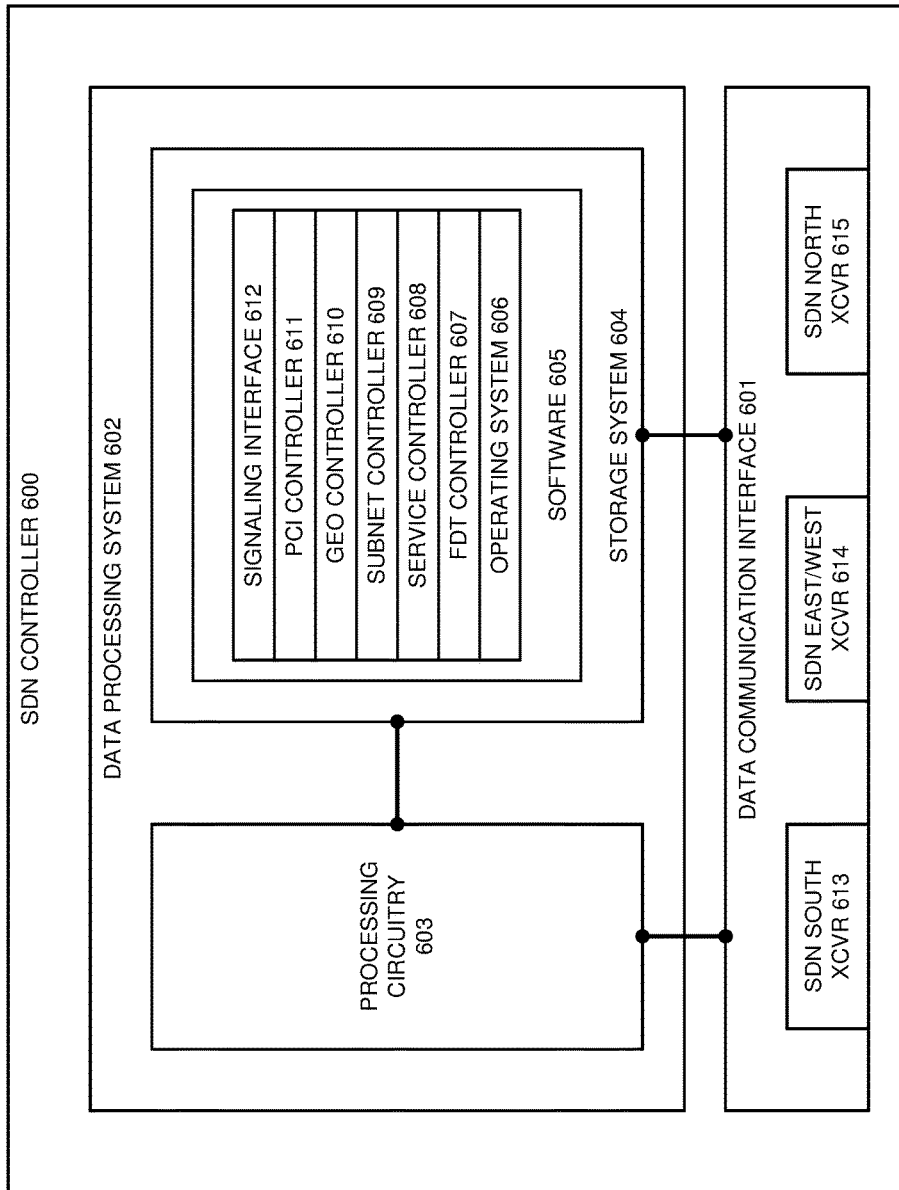 SDN CONTROLLER 600
DATA PROCESSING SYSTEM 602
PROCESSING
CIRCUITRY
603
SIGNALING INTERFACE 612
PCI CONTROLLER 611
GEO CONTROLLER 610
SUBNET CONTROLLER 609
SERVICE CONTROLLER 608
FDT CONTROLLER 607
OPERATING SYSTEM 606
SOFTWARE 605
STORAGE SYSTEM 604
DATA COMMUNICATION INTERFACE 601
SDN SOUTH
XCVR 613
SDN EAST/WEST
XCVR 614
SDN NORTH
XCVR 615